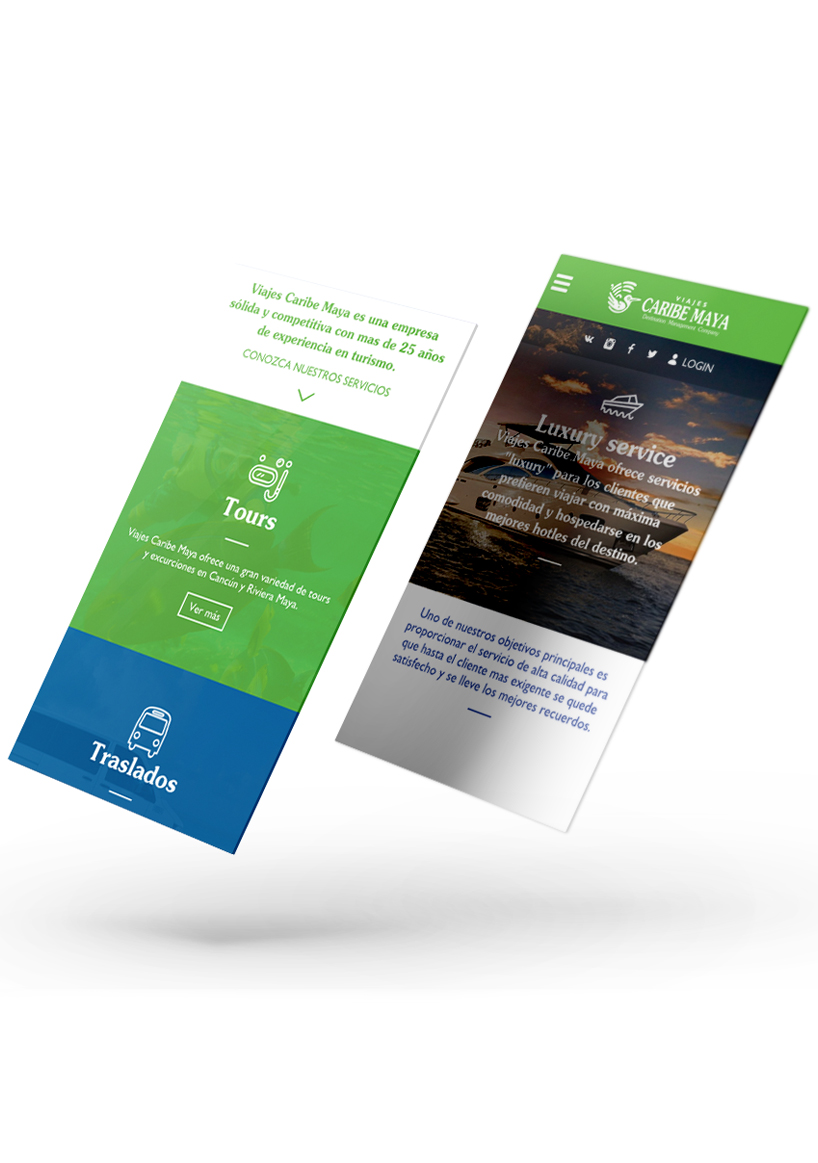 Viajes Caribe Maya es una empresa
sólida y competitiva con mas de 25 años
de experiencia en turismo.
CONOZCA NUESTROS SERVICIOS
Tours
Viajes Caribe Maya ofrece una gran variedad de tours
y excurciones en Cancún y Riviera Maya.
Ver más
Traslados
VIAJES
CARIBE MAYA
Destination Management Company
LOGIN
Luxury service
Viajes Caribe Maya ofrece servicios
"luxury" para los clientes que
prefieren viajar con máxima
comodidad y hospedarse en los
mejores hotles del destino.
Uno de nuestros objetivos principales es
proporcionar el servicio de alta calidad para
que hasta el cliente mas exigente se quede
satisfecho y se lleve los mejores recuerdos.